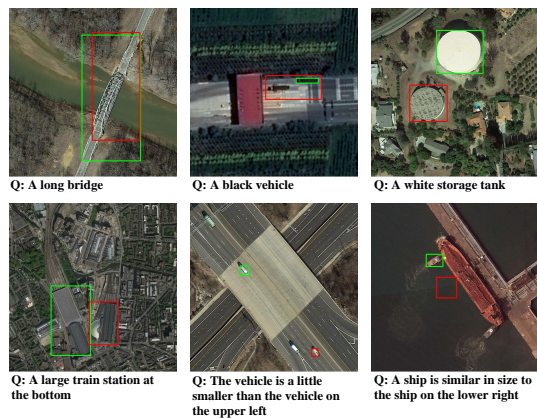 Q: A long bridge
Q: A black vehicle
Q: A white storage tank
Q: A large train station at
the bottom
Q: The vehicle is a little
smaller than the vehicle on
the upper left
Q: A ship is similar in size to
the ship on the lower right